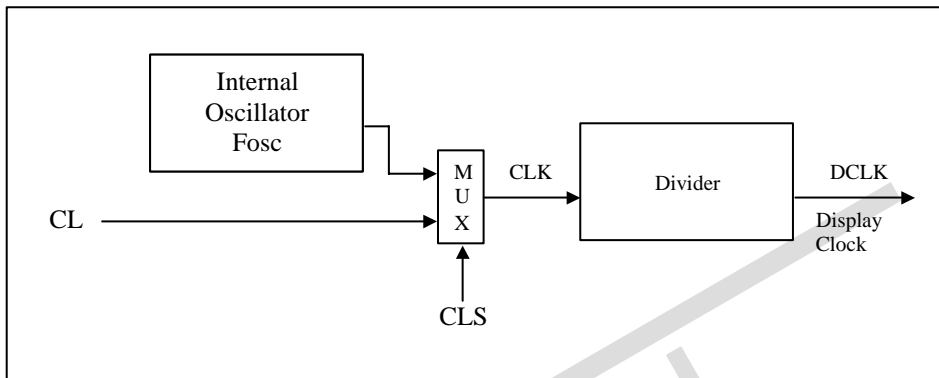 Internal
Oscillator
Fosc
M
U
X
CLK
Divider
DCLK
Display
Clock
CL
CLS